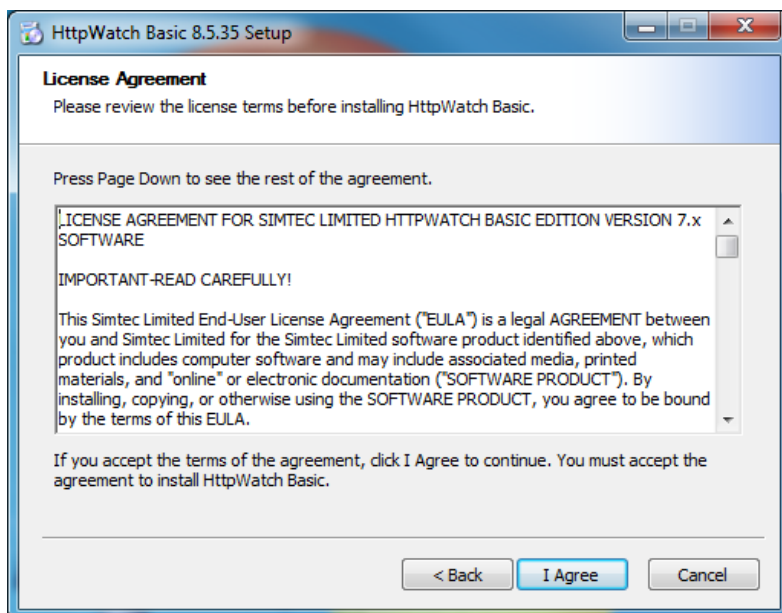 HttpWatch Basic 8.5.35 Setup
License Agreement
Please review the license terms before installing HttpWatch Basic.
Press Page Down to see the rest of the agreement.
LICENSE AGREEMENT FOR SIMTEC LIMITED HTTPWATCH BASIC EDITION VERSION 7.x
SOFTWARE
IMPORTANT-READ CAREFULLY!
This Simtec Limited End-User License Agreement ("EULA") is a legal AGREEMENT between
you and Simtec Limited for the Simtec Limited software product identified above, which
product includes computer software and may include associated media, printed
materials, and "online" or electronic documentation ("SOFTWARE PRODUCT"). By
installing, copying, or otherwise using the SOFTWARE PRODUCT, you agree to be bound
by the terms of this EULA.
If you accept the terms of the agreement, click I Agree to continue. You must accept the
agreement to install HttpWatch Basic.
< Back I Agree Cancel